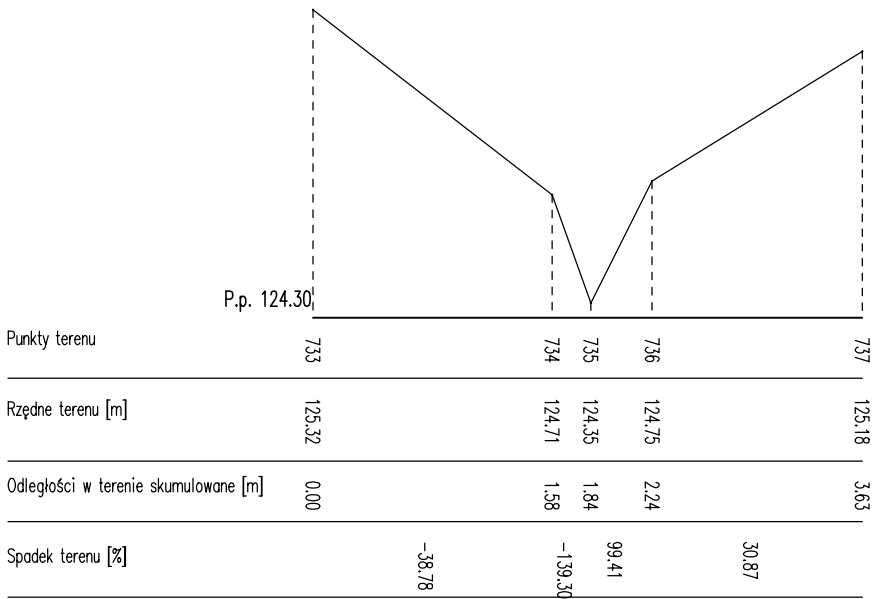 P.p. 124.30
Punkty terenu 733 734 735 736 737
Rzędne terenu [m] 125.32 124.71 124.35 124.75 125.18
Odległości w terenie skumulowane [m] 0.00 1.58 1.84 2.24 3.63
Spadek terenu [%] -38.78 -139.30 99.41 30.87